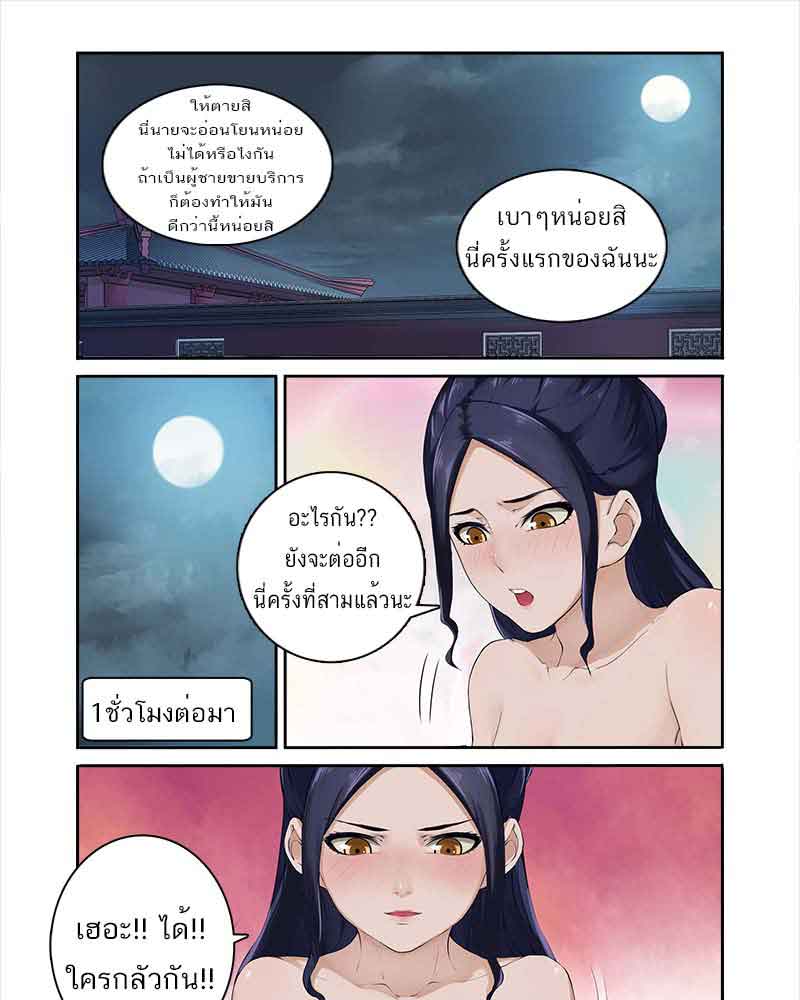 ให้ตายสิ
นี่นายจะอ่อนโยนหน่อย
ไม่ได้หรือไงกัน
ถ้าเป็นผู้ชายขายบริการ
ก็ต้องทำให้มัน
ดีกว่านี้หน่อยสิ
เบาๆหน่อยสิ
นี่ครั้งแรกของฉันนะ
อะไรกัน??
ยังจะต่ออีก
นี่ครั้งที่สามแล้วนะ
1ชั่วโมงต่อมา
เฮอะ!! ได้!!
ใครกลัวกัน!!